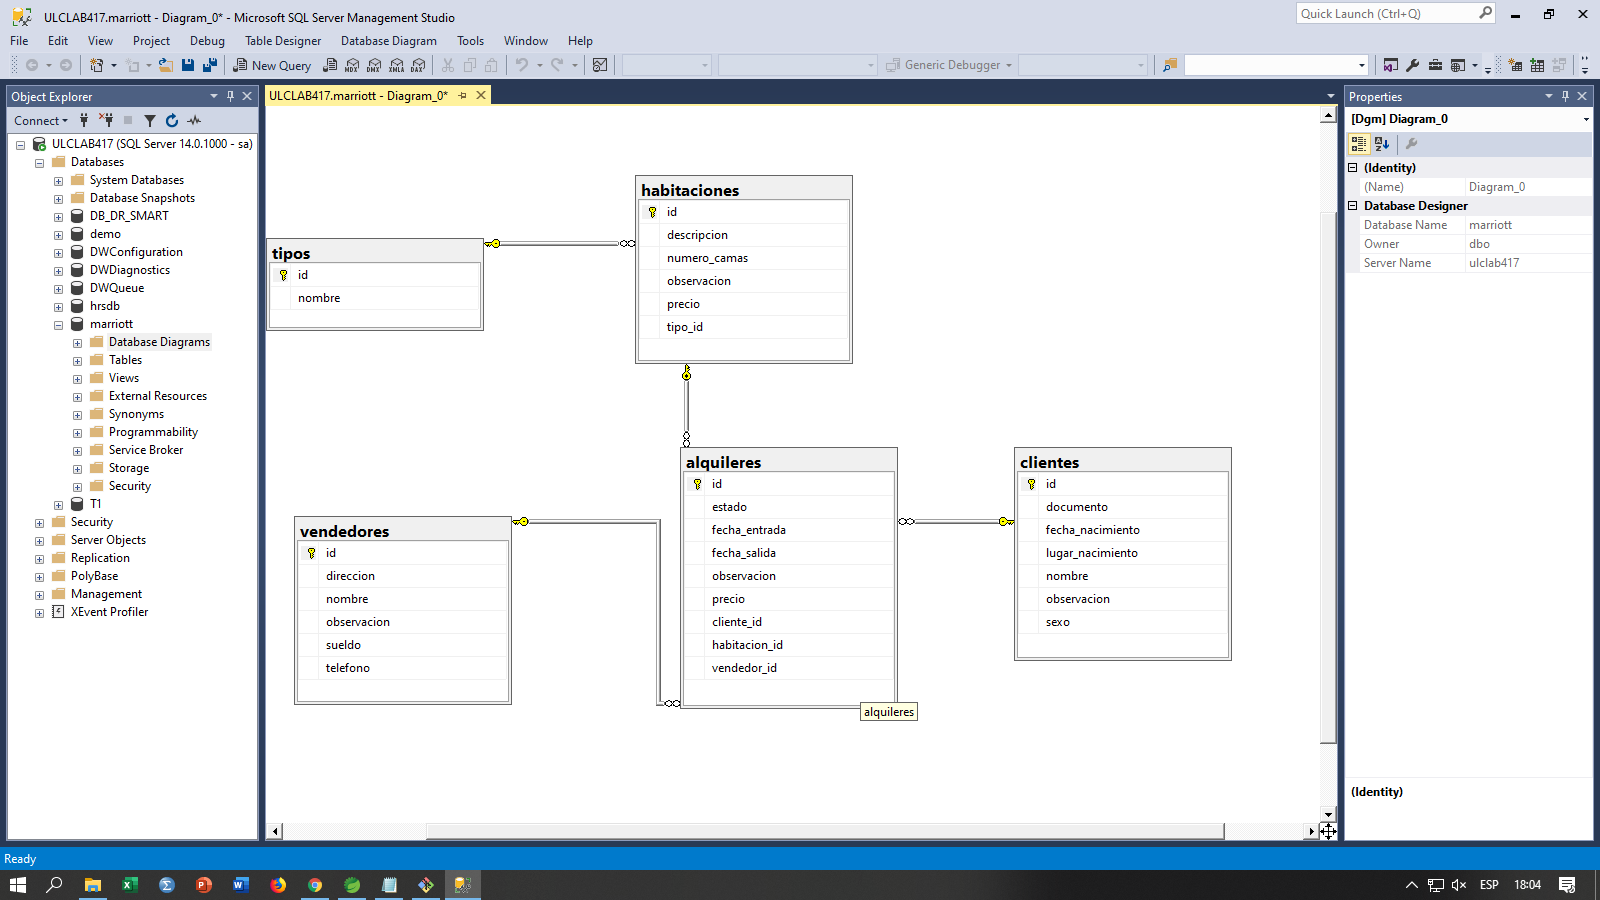 ULCLAB417.marriott - Diagram_0* - Microsoft SQL Server Management Studio
Quick Launch (Ctrl+Q)
File Edit View Project Debug Table Designer Database Diagram Tools Window Help
New Query
MDX DMX XMLA DAX
Generic Debugger
Object Explorer
Connect
ULCLAB417 (SQL Server 14.0.1000 - sa)
Databases
System Databases
Database Snapshots
DB_DR_SMART
demo
DWConfiguration
DWDiagnostics
DWQueue
hrsdb
marriott
Database Diagrams
Tables
Views
External Resources
Synonyms
Programmability
Service Broker
Storage
Security
T1
Security
Server Objects
Replication
PolyBase
Management
XEvent Profiler
ULCLAB417.marriott - Diagram_0*
tipos
id
nombre
habitaciones
id
descripcion
numero_camas
observacion
precio
tipo_id
vendedores
id
direccion
nombre
observacion
sueldo
telefono
alquileres
id
estado
fecha_entrada
fecha_salida
observacion
precio
cliente_id
habitacion_id
vendedor_id
alquileres
clientes
id
documento
fecha_nacimiento
lugar_nacimiento
nombre
observacion
sexo
Properties
[Dgm] Diagram_0
(Identity)
(Name) Diagram_0
Database Designer
Database Name marriott
Owner dbo
Server Name ulclab417
(Identity)
Ready
ESP 18:04